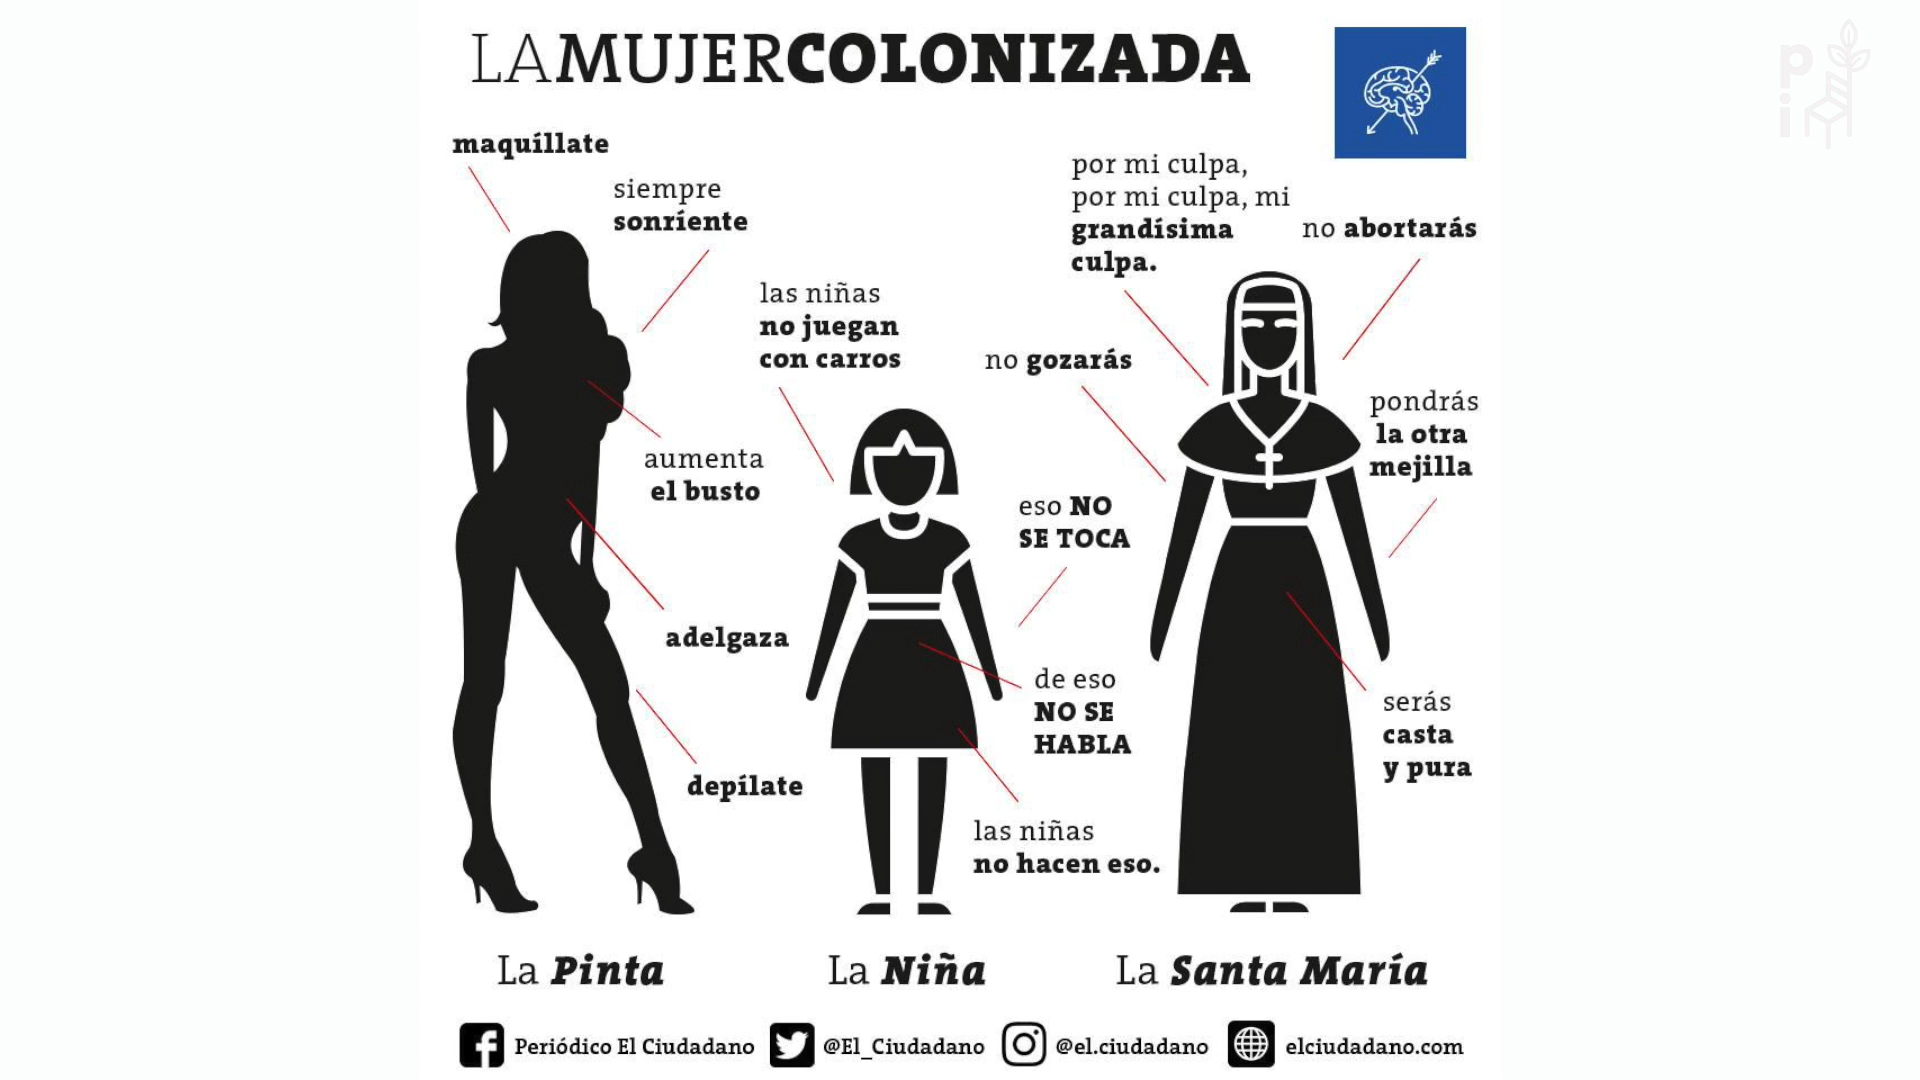 LAMUJERCOLONIZADA
pi
maquíllate
siempre
sonríente
las niñas
no juegan
con carros
aumenta
el busto
adelgaza
depílate
eso NO
SE TOCA
de eso
NO SE
HABLA
las niñas
no hacen eso.
por mi culpa,
por mi culpa, mi
grandísima
culpa.
no abortarás
no gozarás
pondrás
la otra
mejilla
serás
casta
y pura
La Pinta
La Niña
La Santa María
Periódico El Ciudadano
@El_Ciudadano
@el.ciudadano
elciudadano.com